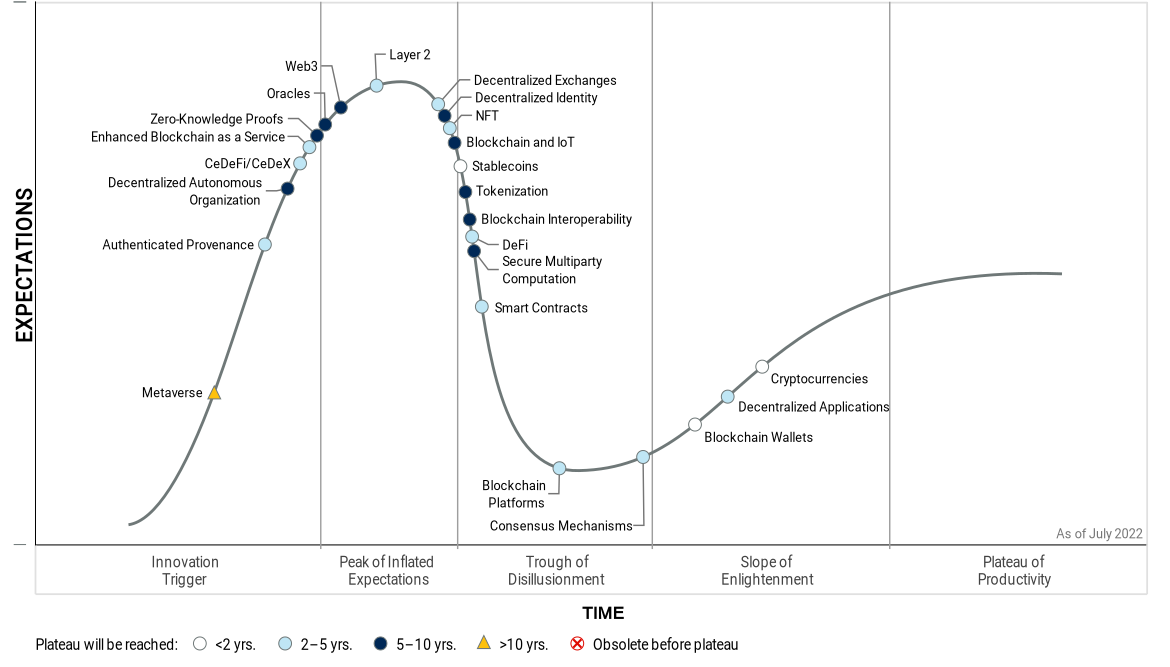 Layer 2
Web3
Decentralized Exchanges
Oracles
Decentralized Identity
Zero-Knowledge Proofs
NFT
Enhanced Blockchain as a Service
Blockchain and IoT
CeDeFi/CeDeX
Stablecoins
Decentralized Autonomous
Organization
Tokenization
Blockchain Interoperability
Authenticated Provenance
DeFi
Secure Multiparty
Computation
Smart Contracts
EXPECTATIONS
Metaverse
Cryptocurrencies
Decentralized Applications
Blockchain Wallets
Blockchain
Platforms
Consensus Mechanisms
As of July 2022
Innovation
Trigger
Peak of Inflated
Expectations
Trough of
Disillusionment
Slope of
Enlightenment
Plateau of
Productivity
TIME
Plateau will be reached: <2 yrs. 2–5 yrs. 5–10 yrs. >10 yrs. Obsolete before plateau